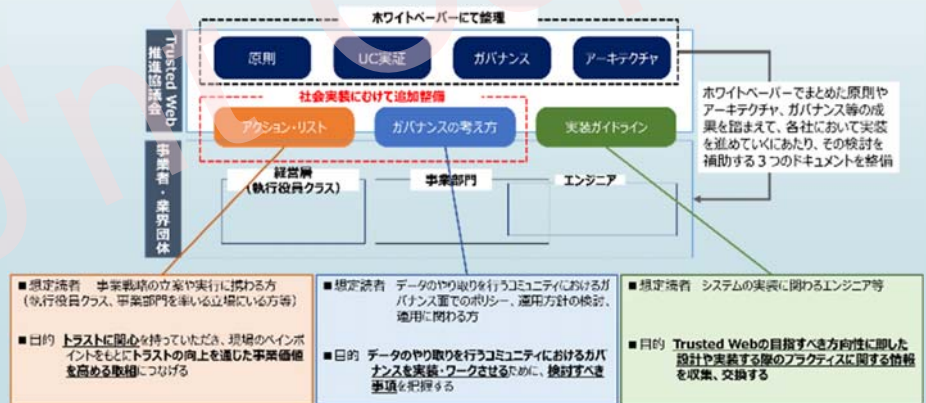 ホワイトペーパーにて整理
Trusted Web
推進協議会
原則
UC実証
ガバナンス
アーキテクチャ
社会実装にむけて追加整備
アクション・リスト
ガバナンスの考え方
実装ガイドライン
ホワイトペーパーでまとめた原則や
アーキテクチャ、ガバナンス等の成
果を踏まえて、各社において実装
を進めていくにあたり、その検討を
補助する３つのドキュメントを整備
事業者・業界団体
経営層
(執行役員クラス)
事業部門
エンジニア
■想定読者 事業戦略の立案や実行に携わる方
(執行役員クラス、事業部門を率いる立場にいる方等)
■目的 トラストに関心を持っていただき、現場のペインポイ
ントをもとにトラストの向上を通じた事業価値
を高める取組につなげる
■想定読者 データのやり取りを行うコミュニティにおけるガ
バナンス面でのポリシー、運用方針の検討、
運用に関わる方
■目的 データのやり取りを行うコミュニティにおけるガバ
ナンスを実装・ワークさせるために、検討すべき
事項を把握する
■想定読者 システムの実装に関わるエンジニア等
■目的 Trusted Webの目指すべき方向性に即した
設計や実装する際のプラクティスに関する情報
を収集、交換する